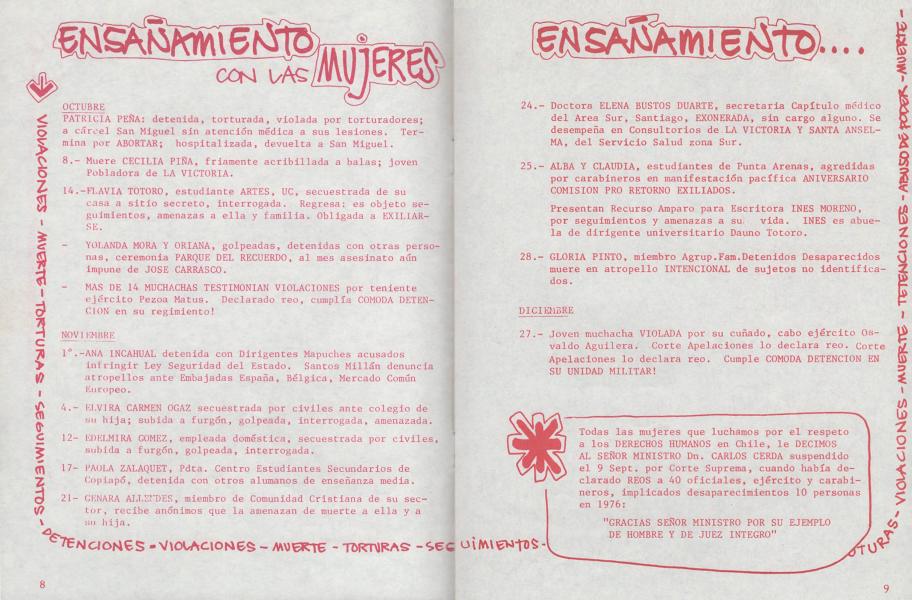 ENSAÑAMIENTO
CON LAS MUJERES
OCTUBRE
PATRICIA PEÑA: detenida, torturada, violada por torturadores;
a cárcel San Miguel sin atención médica a sus lesiones. Ter-
mina por ABORTAR; hospitalizada, devuelta a San Miguel.
8.- Muere CECILIA PIÑA, friamente acribillada a balas; joven
Pobladora de LA VICTORIA.
14.-FLAVIA TOTORO, estudiante ARTES, UC, secuestrada de su
casa a sitio secreto, interrogada. Regresa: es objeto se-
guimientos, amenazas a ella y familia. Obligada a EXILIAR-
SE.
- YOLANDA MORA Y ORIANA, golpeadas, detenidas con otras perso-
nas, ceremonia PARQUE DEL RECUERDO, al mes asesinato aún
impune de JOSE CARRASCO.
- MAS DE 14 MUCHACHAS TESTIMONIAN VIOLACIONES por teniente
ejército Pezoa Matus. Declarado reo, cumplía COMODA DETEN-
CION en su regimiento!
NOVIEMBRE
1°.-ANA INCAHUAL detenida con Dirigentes Mapuches acusados
infringir Ley Seguridad del Estado. Santos Millán denuncia
atropellos ante Embajadas España, Bélgica, Mercado Común
Europeo.
4.- ELVIRA CARMEN OGAZ secuestrada por civiles ante colegio de
su hija; subida a furgón, golpeada, interrogada, amenazada.
12- EDELMIRA GOMEZ, empleada doméstica, secuestrada por civiles,
subida a furgón, golpeada, interrogada.
17- PAOLA ZALAQUET, Pdta. Centro Estudiantes Secundarios de
Copiapó, detenida con otros alumanos de enseñanza media.
21- GENARA ALLENDES, miembro de Comunidad Cristiana de su sec-
tor, recibe anónimos que la amenazan de muerte a ella y a
su hija.
VIOLACIONES - MUERTE - TORTURAS - SEGUIMIENTOS -
DETENCIONES - VIOLACIONES - MUERTE - TORTURAS - SEGUIMIENTOS -
8
ENSAÑAMIENTO....
24.- Doctora ELENA BUSTOS DUARTE, secretaria Capítulo médico
del Area Sur, Santiago, EXONERADA, sin cargo alguno. Se
desempeña en Consultorios de LA VICTORIA Y SANTA ANSEL-
MA, del Servicio Salud zona Sur.
25.- ALBA Y CLAUDIA, estudiantes de Punta Arenas, agredidas
por carabineros en manifestación pacífica ANIVERSARIO
COMISION PRO RETORNO EXILIADOS.
Presentan Recurso Amparo para Escritora INES MORENO,
por seguimientos y amenazas a su vida. INES es abue-
la de dirigente universitario Dauno Totoro.
28.- GLORIA PINTO, miembro Agrup.Fam.Detenidos Desaparecidos
muere en atropello INTENCIONAL de sujetos no identifica-
dos.
DICIEMBRE
27.- Joven muchacha VIOLADA por su cuñado, cabo ejército Os-
valdo Aguilera. Corte Apelaciones lo declara reo. Corte
Apelaciones lo declara reo. Cumple COMODA DETENCION EN
SU UNIDAD MILITAR!
Todas las mujeres que luchamos por el respeto
a los DERECHOS HUMANOS en Chile, le DECIMOS
AL SEÑOR MINISTRO Dn. CARLOS CERDA suspendido
el 9 Sept. por Corte Suprema, cuando había de-
clarado REOS A 40 oficiales, ejército y carabi-
neros, implicados desaparecimientos 10 personas
en 1976:
"GRACIAS SEÑOR MINISTRO POR SU EJEMPLO
DE HOMBRE Y DE JUEZ INTEGRO"
TURAS - VIOLACIONES - MUERTE - TETENCIONES - ABUSO DE PODER - MUERTE -
9